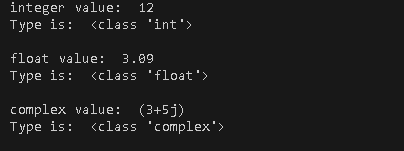 integer value:  12
Type is:  <class 'int'>
float value:  3.09
Type is:  <class 'float'>
complex value:  (3+5j)
Type is:  <class 'complex'>